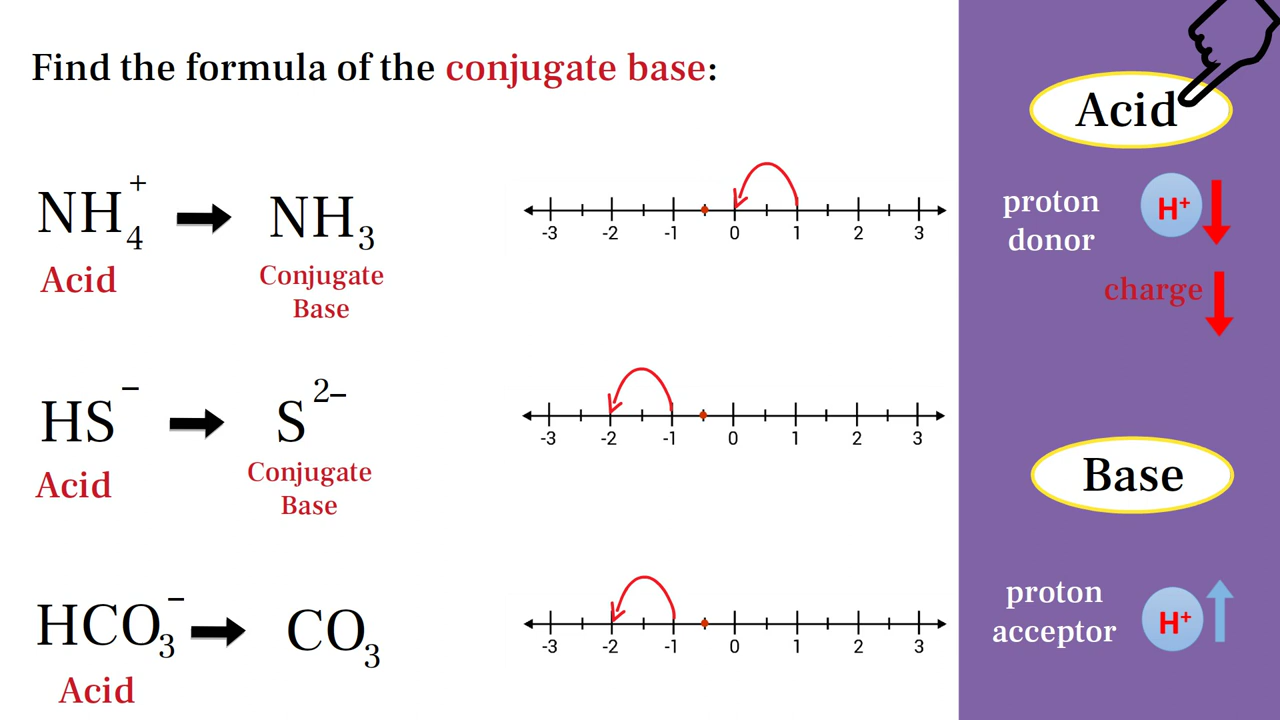 Find the formula of the conjugate base:
NH₄⁺ → NH₃
Acid
Conjugate
Base
-3 -2 -1 0 1 2 3
HS⁻ → S²⁻
Acid
Conjugate
Base
-3 -2 -1 0 1 2 3
HCO₃⁻ → CO₃
Acid
-3 -2 -1 0 1 2 3
Acid
proton
donor
H⁺
charge
Base
proton
acceptor
H⁺